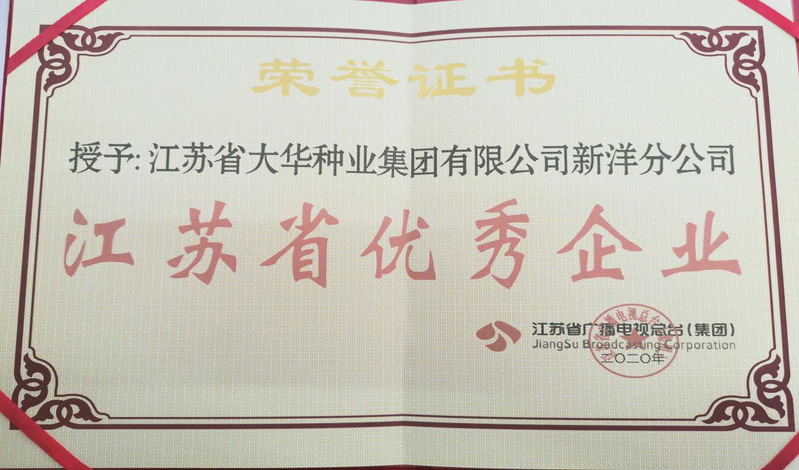 荣誉证书
授予:江苏省大华种业集团有限公司新洋分公司
江苏省优秀企业
江苏省广播电视总台(集团)
JiangSu Broadcasting Corporation
二〇二〇年